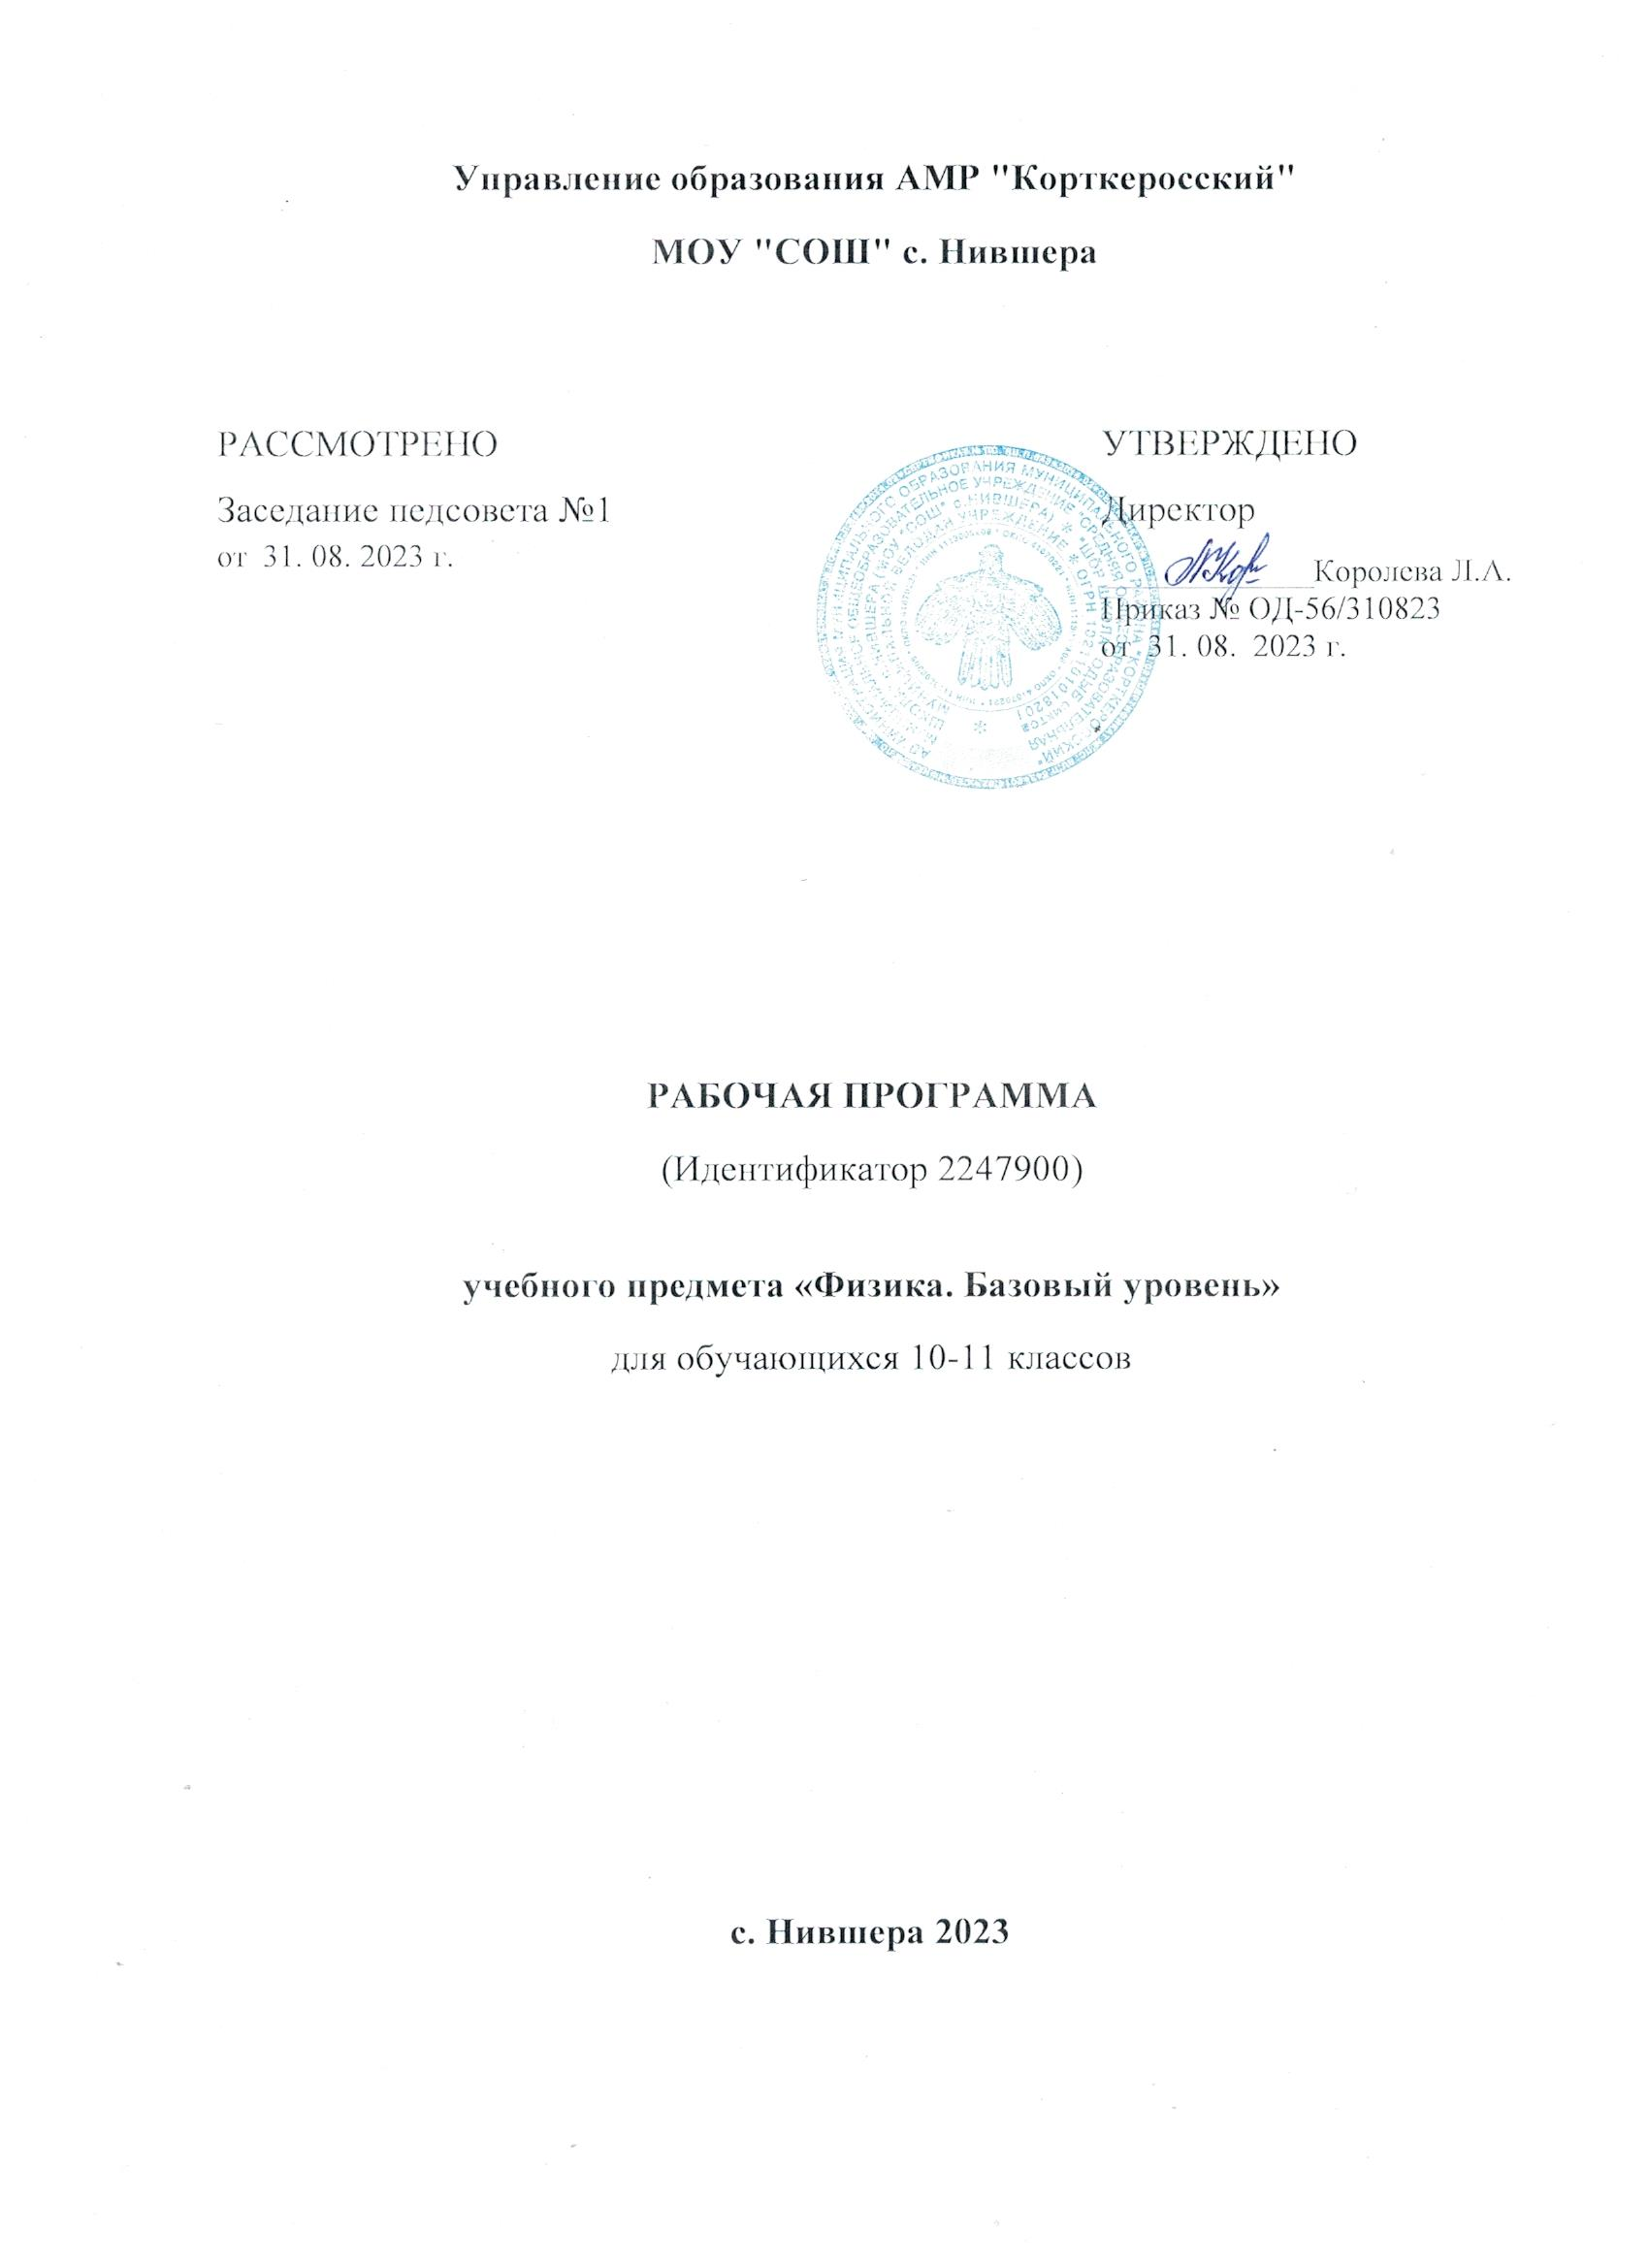 Управление образования АМР "Корткеросский"
МОУ "СОШ" с. Нившера
РАССМОТРЕНО
Заседание педсовета №1
от 31. 08. 2023 г.
УТВЕРЖДЕНО
Директор
Королева Л.А.
Приказ № ОД-56/310823
от 31. 08. 2023 г.
РАБОЧАЯ ПРОГРАММА
(Идентификатор 2247900)
учебного предмета «Физика. Базовый уровень»
для обучающихся 10-11 классов
с. Нившера 2023